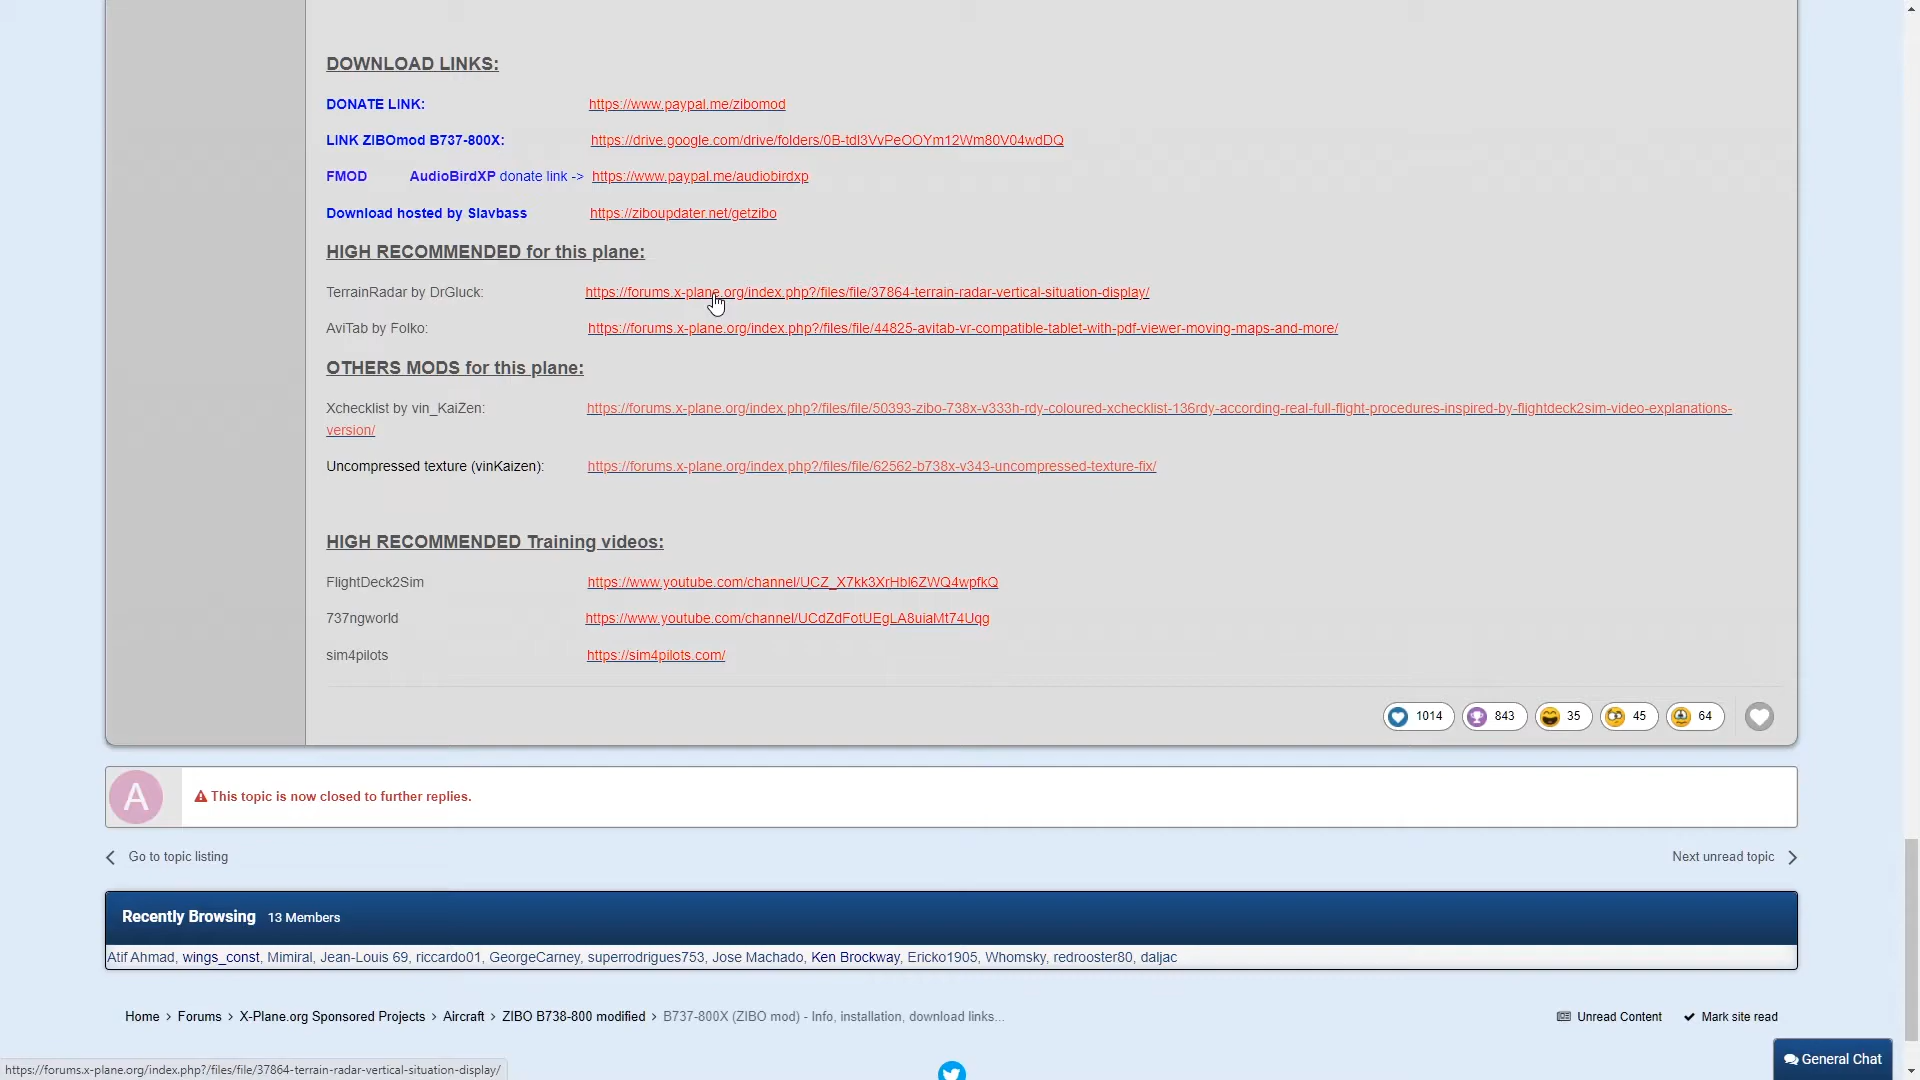 DOWNLOAD LINKS:
DONATE LINK: https://www.paypal.me/zibomod
LINK ZIBOmod B737-800X: https://drive.google.com/drive/folders/0B-tdl3VvPeOOYm12Wm80V04wdDQ
FMOD AudioBirdXP donate link -> https://www.paypal.me/audiobirdxp
Download hosted by Slavbass https://ziboupdater.net/getzibo
HIGH RECOMMENDED for this plane:
TerrainRadar by DrGluck: https://forums.x-plane.org/index.php?/files/file/37864-terrain-radar-vertical-situation-display/
AviTab by Folko: https://forums.x-plane.org/index.php?/files/file/44825-avitab-vr-compatible-tablet-with-pdf-viewer-moving-maps-and-more/
OTHERS MODS for this plane:
Xchecklist by vin_KaiZen: https://forums.x-plane.org/index.php?/files/file/50393-zibo-738x-v333h-rdy-coloured-xchecklist-136rdy-according-real-full-flight-procedures-inspired-by-flightdeck2sim-video-explanations-
version/
Uncompressed texture (vinKaizen): https://forums.x-plane.org/index.php?/files/file/62562-b738x-v343-uncompressed-texture-fix/
HIGH RECOMMENDED Training videos:
FlightDeck2Sim https://www.youtube.com/channel/UCZ_X7kk3XrHbI6ZWQ4wpfkQ
737ngworld https://www.youtube.com/channel/UCdZdFotUEgLA8uiaMt74Uqg
sim4pilots https://sim4pilots.com/
1014 843 35 45 64
A This topic is now closed to further replies.
Go to topic listing Next unread topic
Recently Browsing 13 Members
Atif Ahmad, wings_const, Mimiral, Jean-Louis 69, riccardo01, GeorgeCarney, superrodrigues753, Jose Machado, Ken Brockway, Ericko1905, Whomsky, redrooster80, daljac
Home > Forums > X-Plane.org Sponsored Projects > Aircraft > ZIBO B738-800 modified > B737-800X (ZIBO mod) - Info, installation, download links... Unread Content Mark site read
General Chat
https://forums.x-plane.org/index.php?/files/file/37864-terrain-radar-vertical-situation-display/